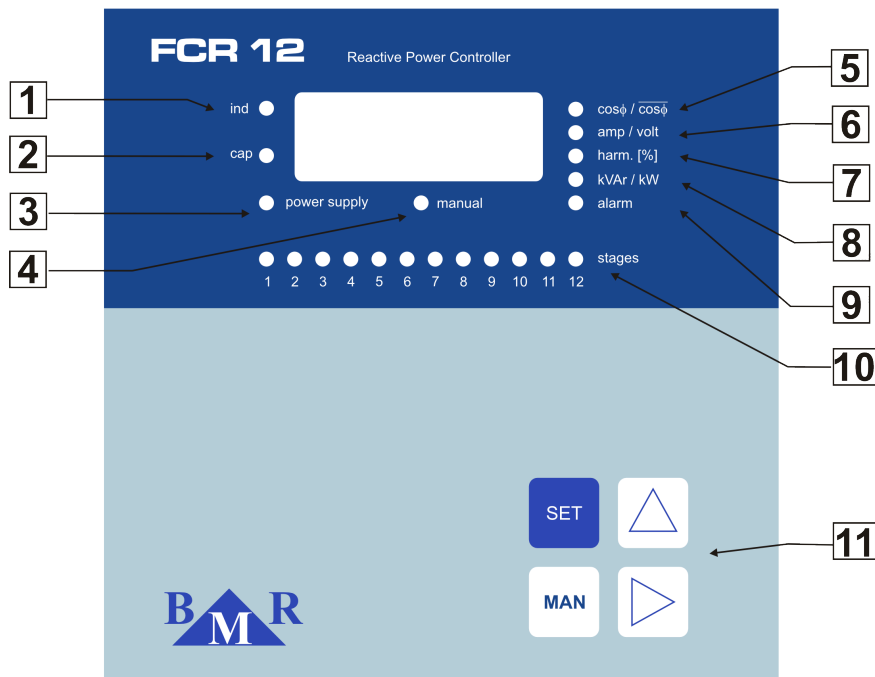 FCR 12
Reactive Power Controller
1
ind
cosϕ / c̅o̅s̅ϕ̅
5
amp / volt
6
2
cap
harm. [%]
7
kVAr / kW
8
3
power supply
manual
alarm
9
4
stages
10
1 2 3 4 5 6 7 8 9 10 11 12
SET
11
MAN
BMR